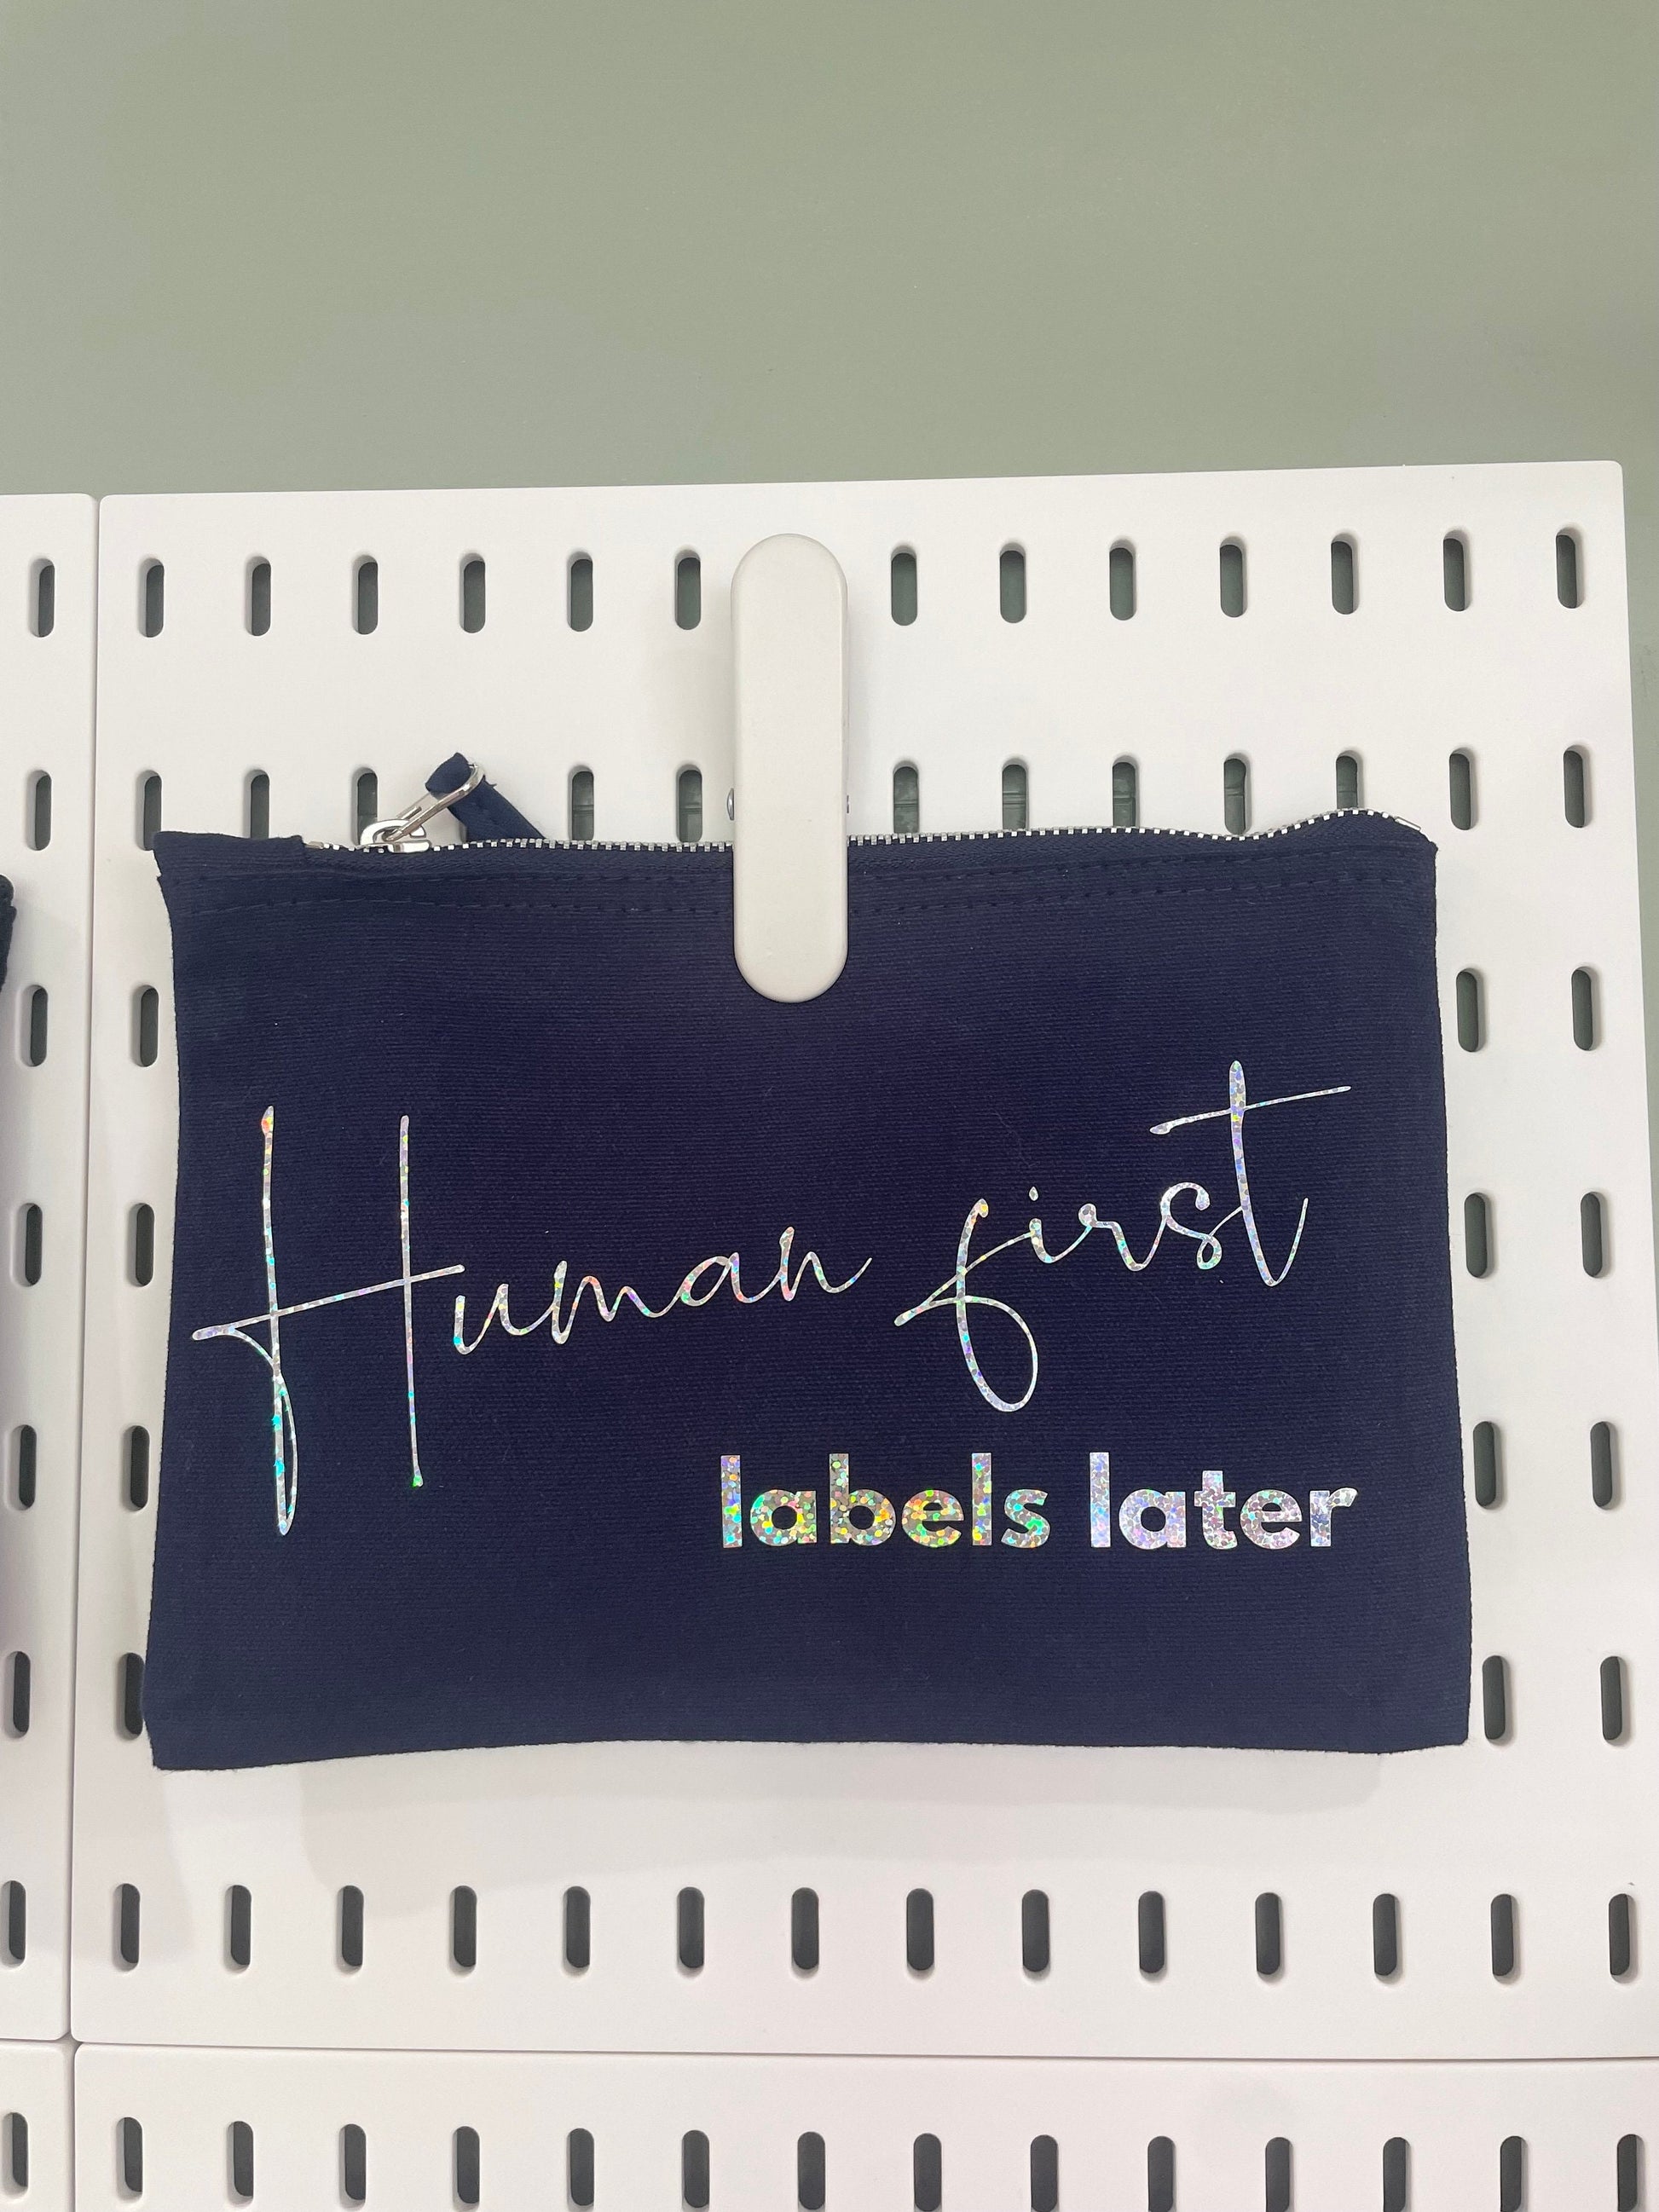 Human first
labels later